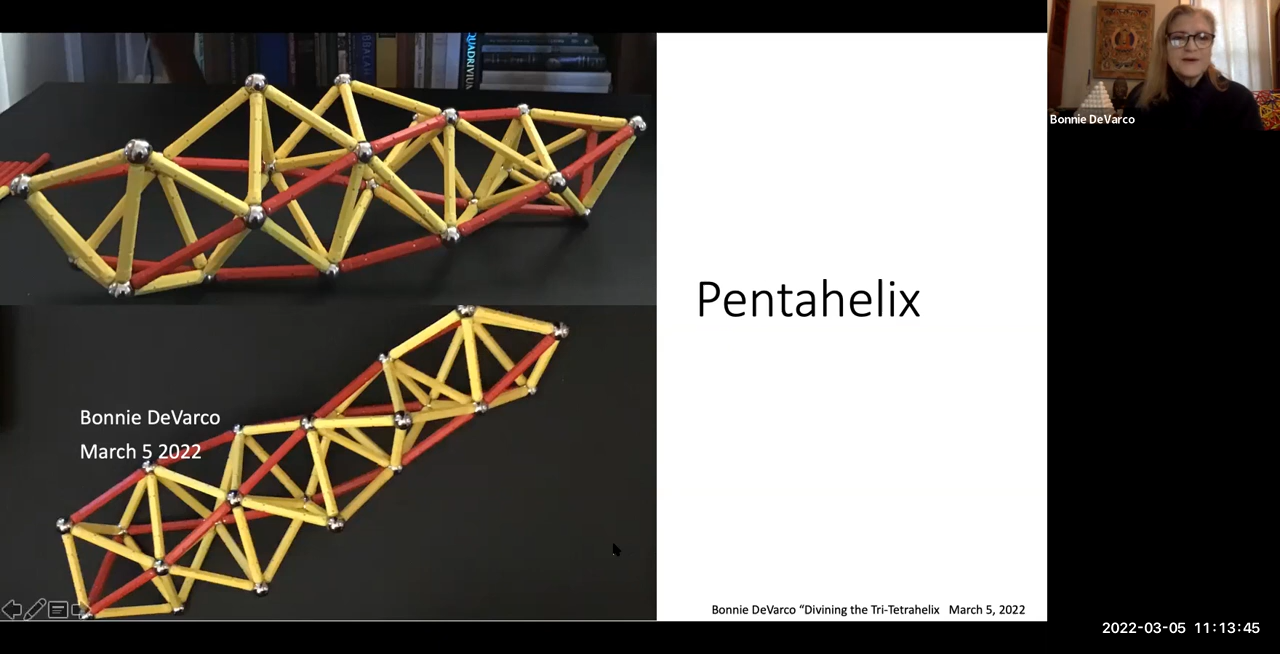 QUADRIVIUM
Bonnie DeVarco
Pentahelix
Bonnie DeVarco
March 5 2022
Bonnie DeVarco “Divining the Tri-Tetrahelix March 5, 2022
2022-03-05 11:13:45